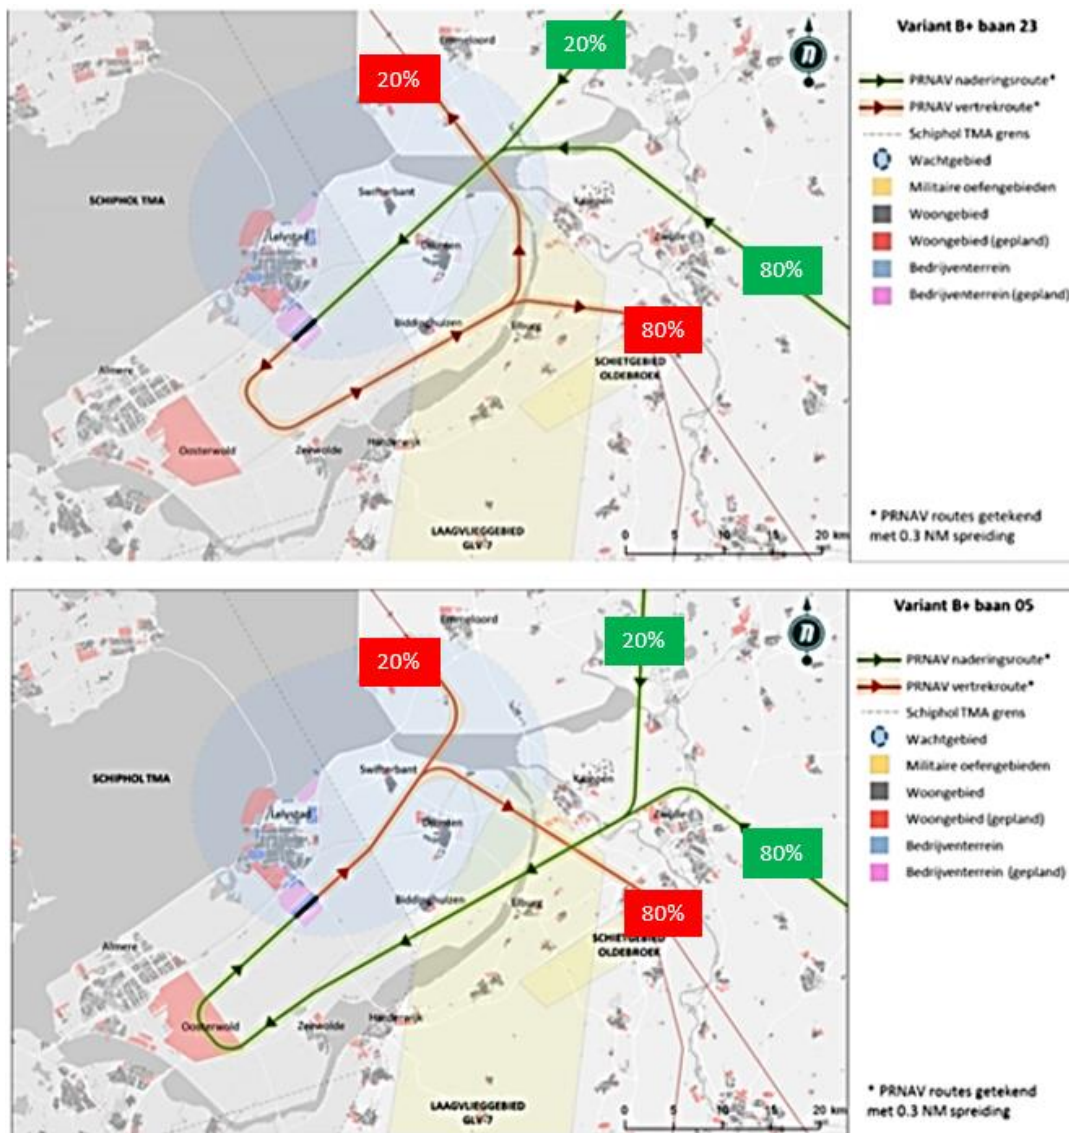 Variant B+ baan 23
PRNAV naderingsroute*
PRNAV vertrekroute*
Schiphol TMA grens
Wachtgebied
Militaire oefengebieden
Woongebied
Woongebied (gepland)
Bedrijventerrein
Bedrijventerrein (gepland)
* PRNAV routes getekend
met 0.3 NM spreiding
Emmeloord
20%
20%
SCHIPHOL TMA
Swifterbant
Kampen
Lelystad
Dronten
Zwolle
80%
Biddinghuizen
Elburg
80%
Almere
SCHIETGEBIED
OLDEBROEK
Oosterwold
Zeewolde
Harderwijk
LAAGVLIEGGEBIED
GLV-7
0 5 10 15 20 km
Variant B+ baan 05
PRNAV naderingsroute*
PRNAV vertrekroute*
Schiphol TMA grens
Wachtgebied
Militaire oefengebieden
Woongebied
Woongebied (gepland)
Bedrijventerrein
Bedrijventerrein (gepland)
* PRNAV routes getekend
met 0.3 NM spreiding
Emmeloord
20%
20%
SCHIPHOL TMA
Swifterbant
Kampen
Lelystad
Dronten
Zwolle
80%
Biddinghuizen
Elburg
80%
Almere
SCHIETGEBIED
OLDEBROEK
Oosterwold
Zeewolde
Harderwijk
LAAGVLIEGGEBIED
GLV-7
0 5 10 15 20 km